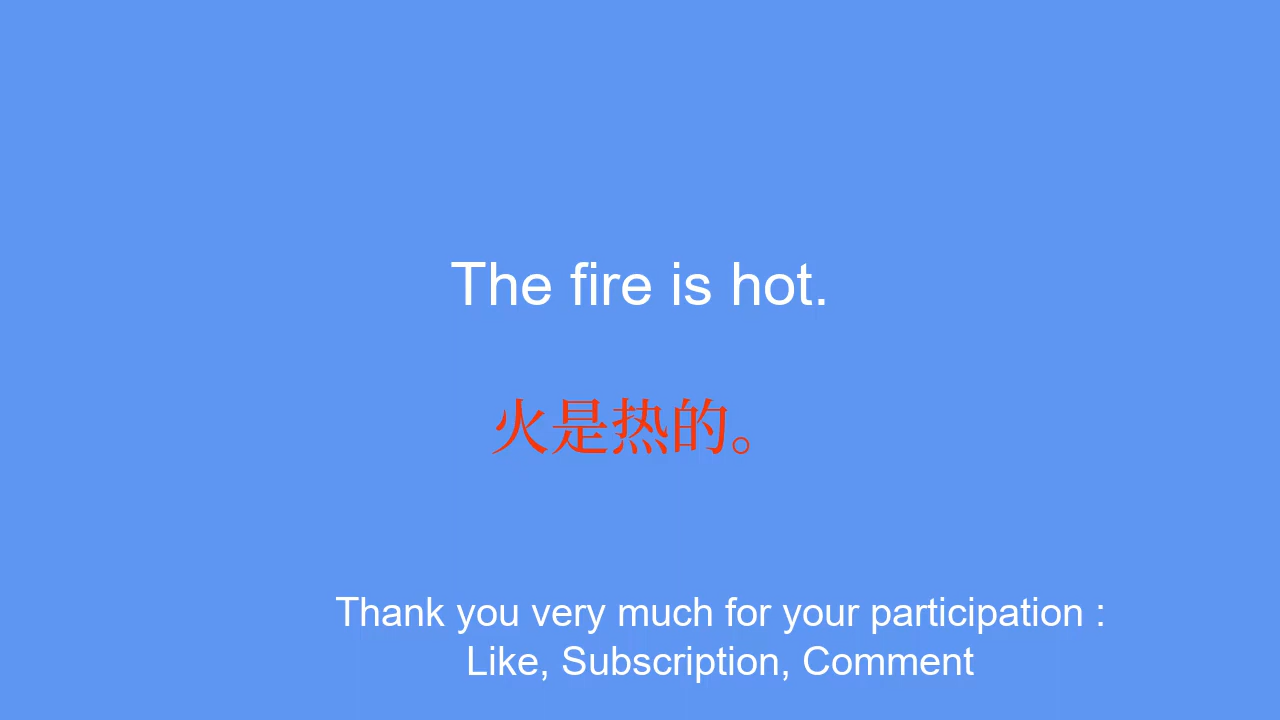 The fire is hot.
火是热的。
Thank you very much for your participation :
Like, Subscription, Comment